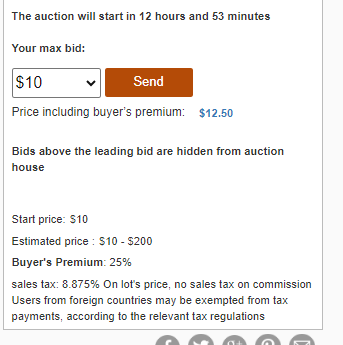 The auction will start in 12 hours and 53 minutes
Your max bid:
$10 Send
Price including buyer's premium: $12.50
Bids above the leading bid are hidden from auction
house
Start price: $10
Estimated price : $10 - $200
Buyer's Premium: 25%
sales tax: 8.875% On lot's price, no sales tax on commission
Users from foreign countries may be exempted from tax
payments, according to the relevant tax regulations